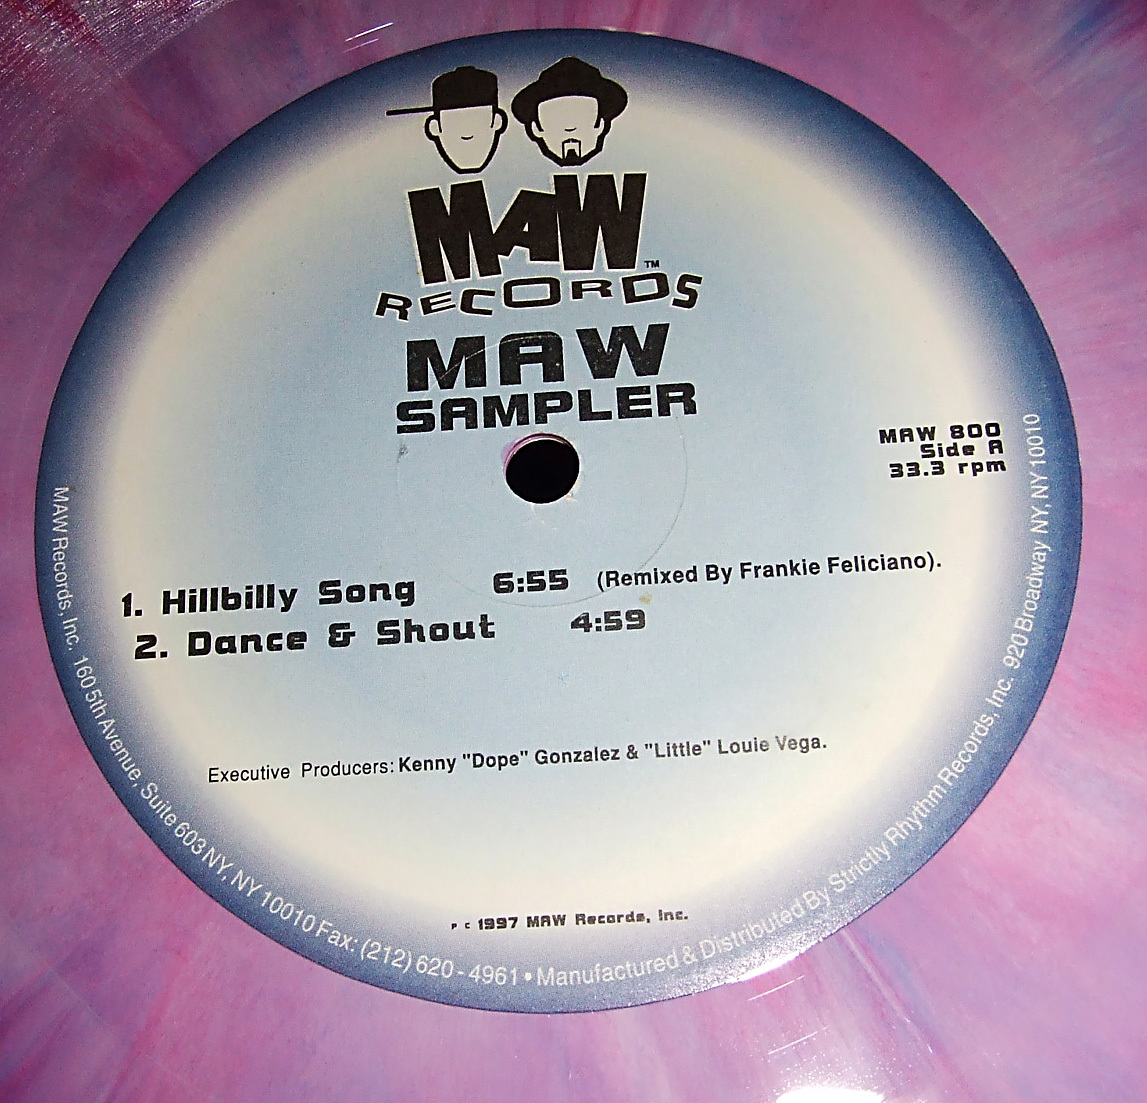 MAW™
RECORDS
MAW
SAMPLER
MAW 800
Side A
33.3 rpm
1. Hillbilly Song 6:55 (Remixed By Frankie Feliciano).
2. Dance & Shout 4:59
Executive Producers: Kenny "Dope" Gonzalez & "Little" Louie Vega.
P C 1997 MAW Records, Inc.
MAW Records, Inc. 160 5th Avenue, Suite 603 NY, NY 10010 Fax: (212) 620-4961 • Manufactured & Distributed By Strictly Rhythm Records, Inc. 920 Broadway NY, NY 10010